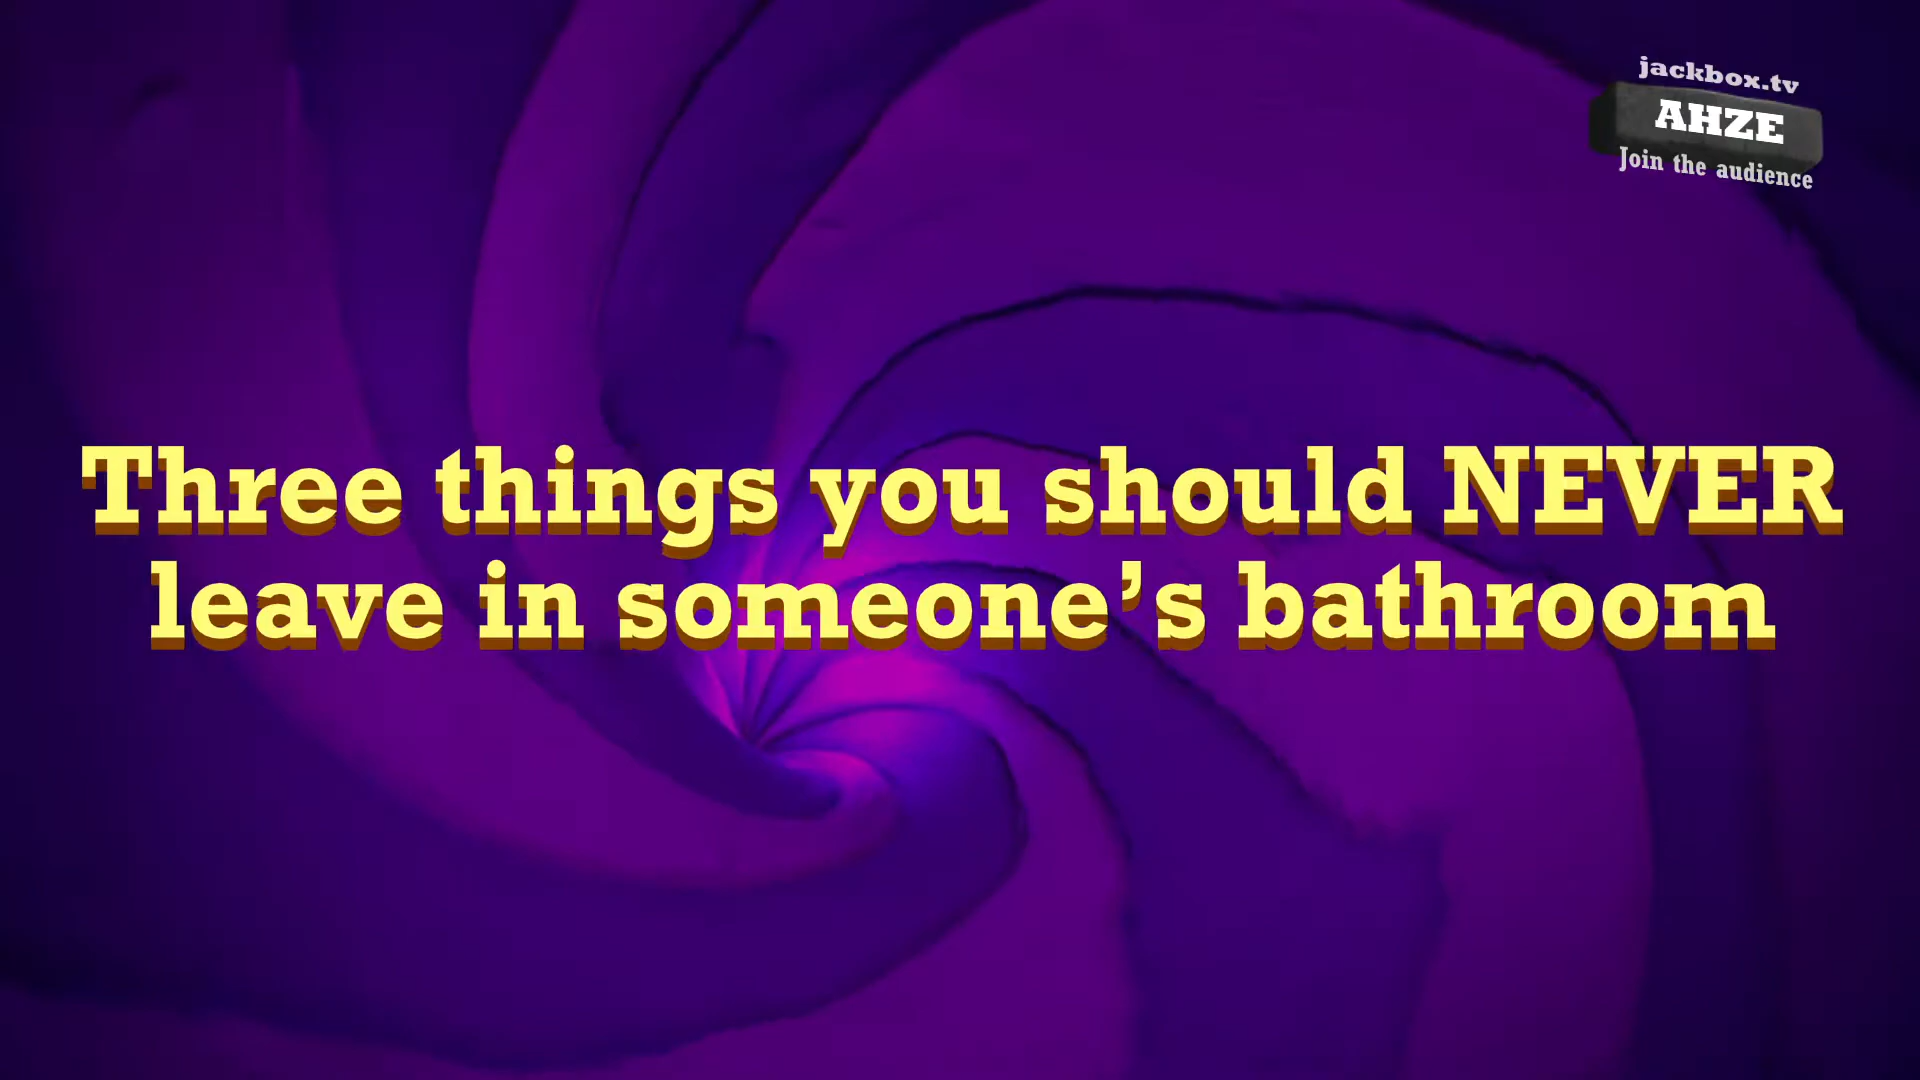 jackbox.tv
AHZE
Join the audience
Three things you should NEVER
leave in someone’s bathroom